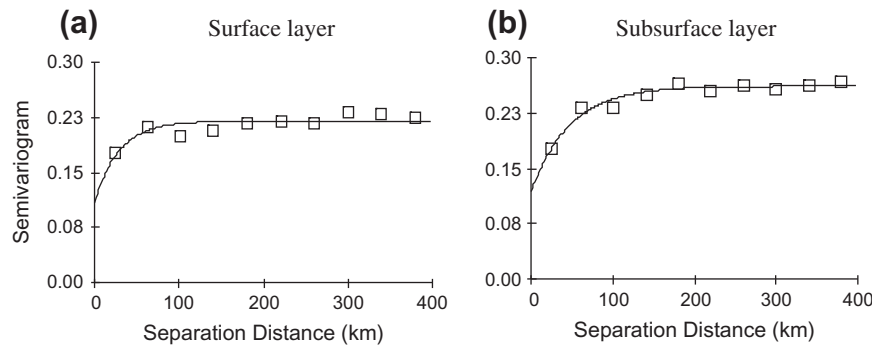 (a) Surface layer
Semivariogram
0.30
0.23
0.15
0.08
0.00
0 100 200 300 400
Separation Distance (km)
(b) Subsurface layer
0.30
0.23
0.15
0.08
0.00
0 100 200 300 400
Separation Distance (km)